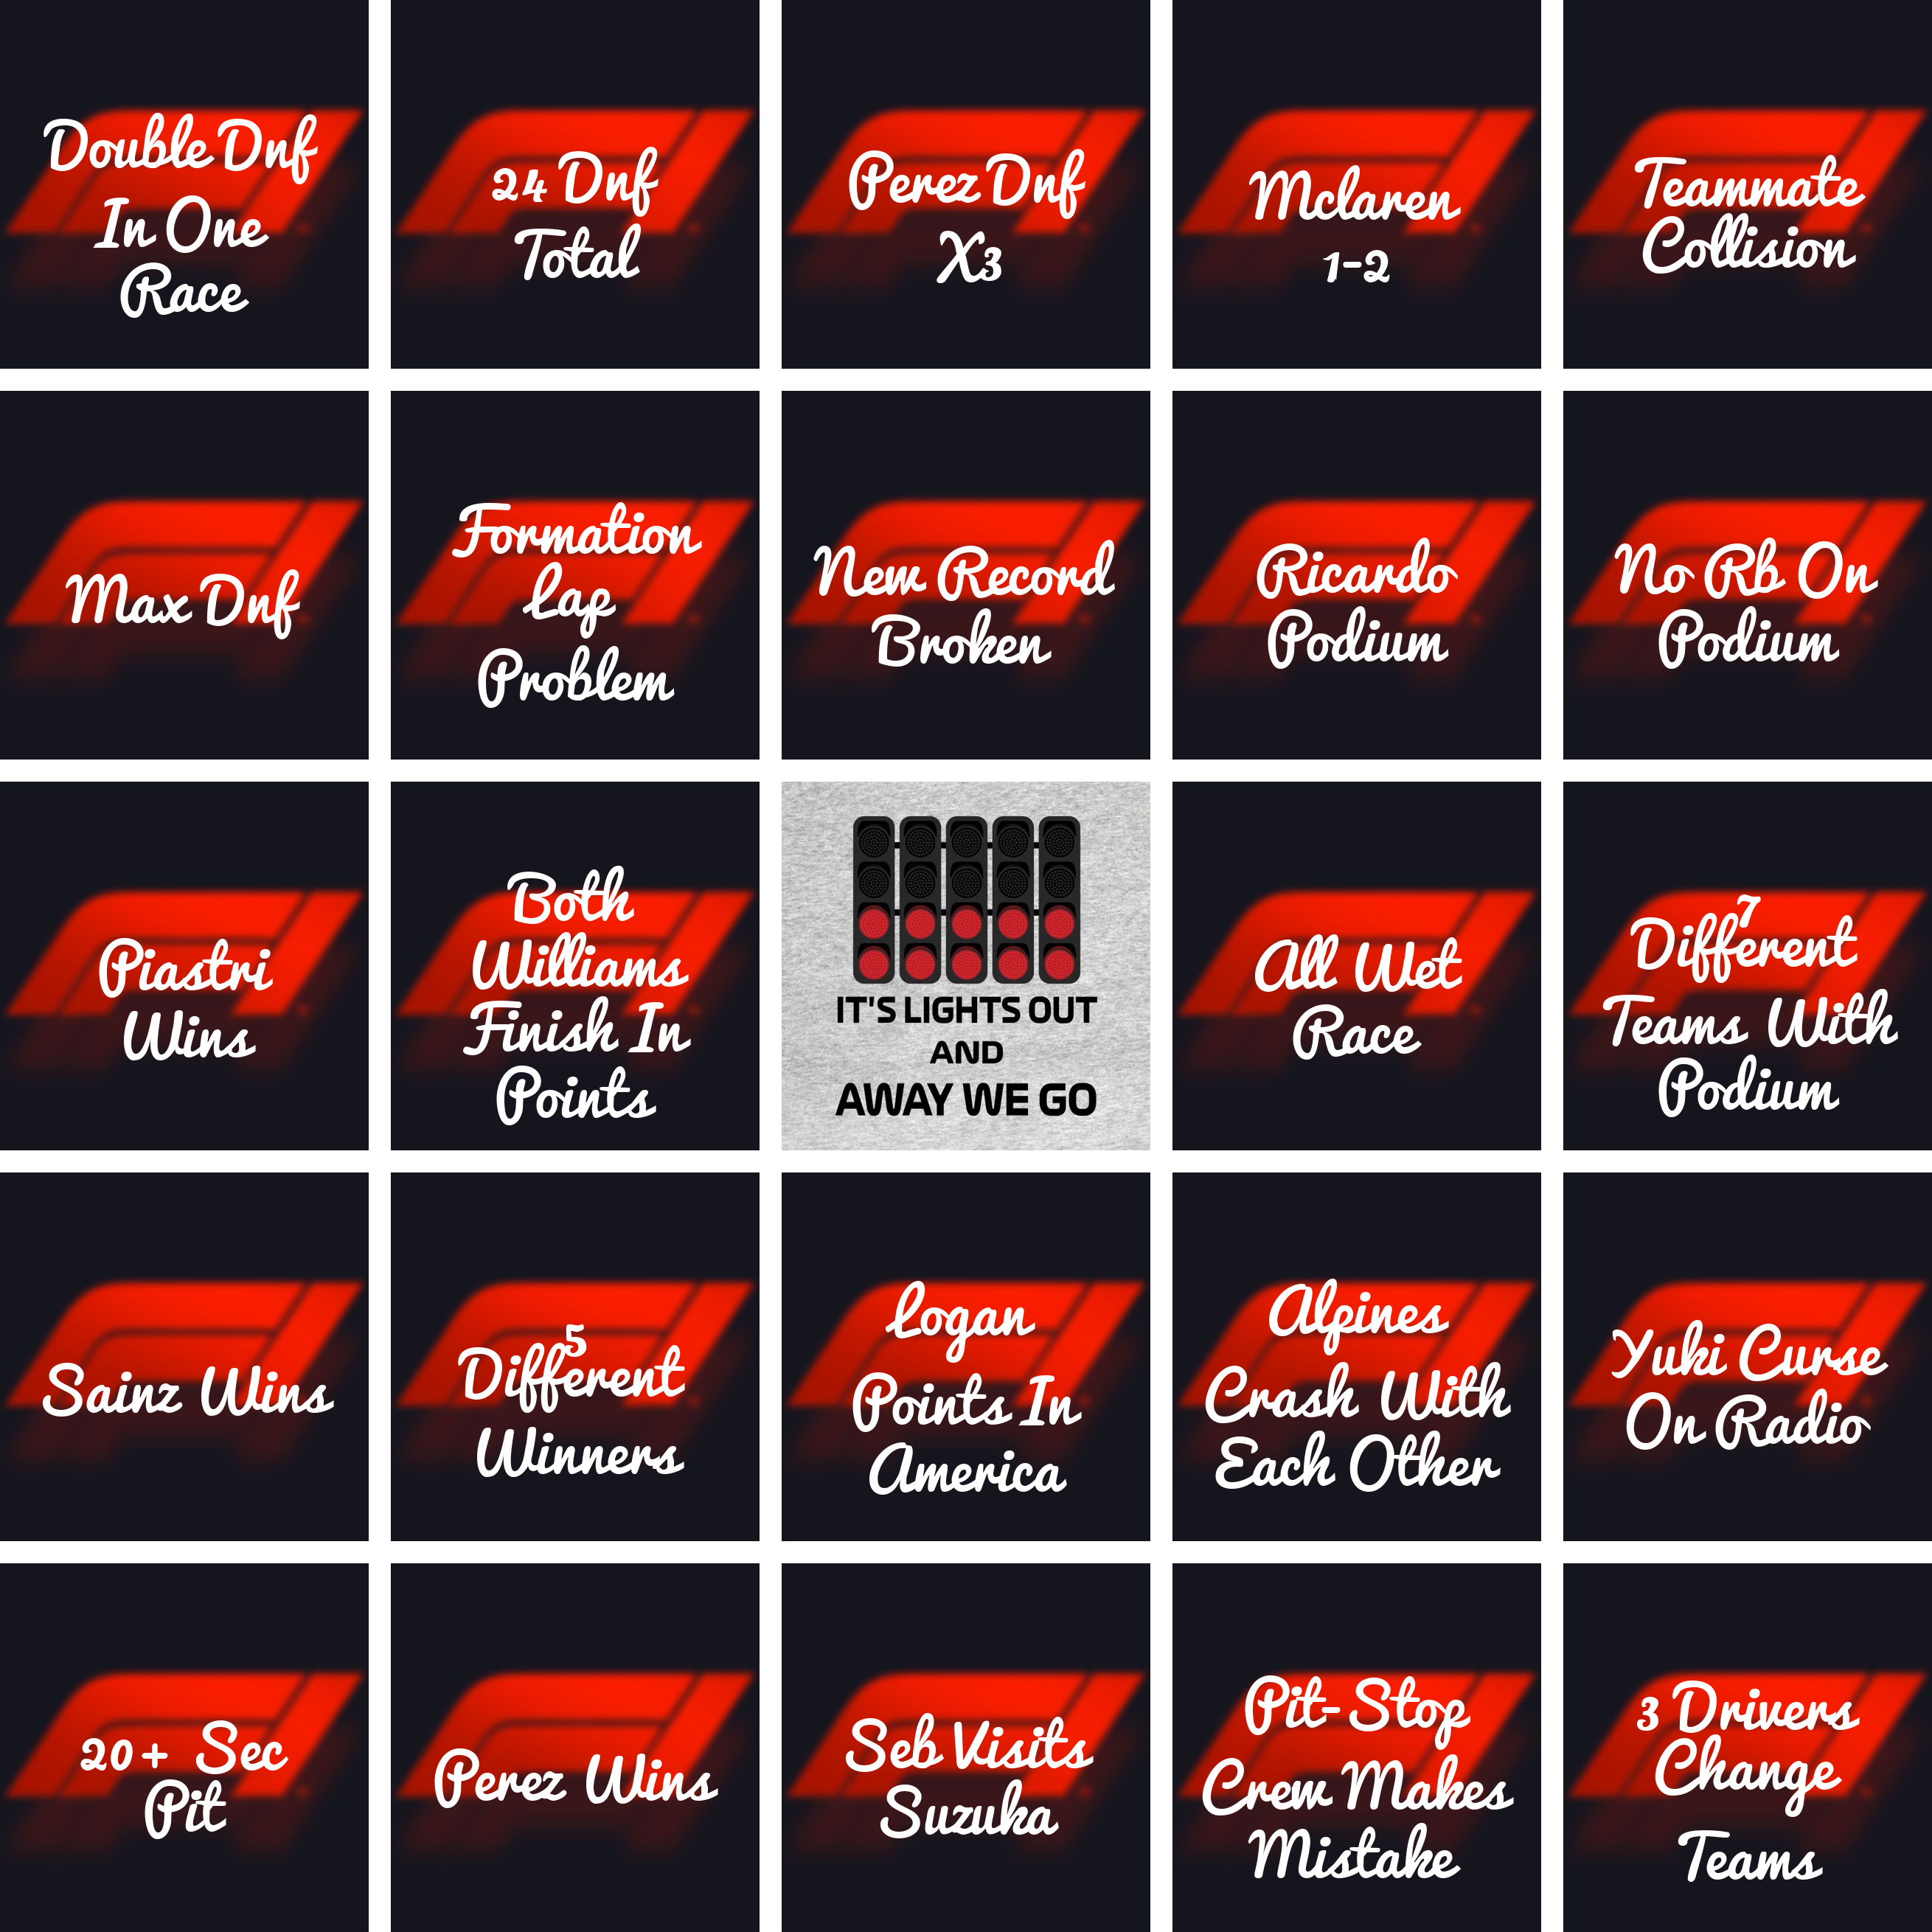 Double Dnf
In One
Race
24 Dnf
Total
Perez Dnf
X3
Mclaren
1-2
Teammate
Collision
Max Dnf
Formation
Lap
Problem
New Record
Broken
Ricardo
Podium
No Rb On
Podium
Piastri
Wins
Both
Williams
Finish In
Points
IT'S LIGHTS OUT
AND
AWAY WE GO
All Wet
Race
7
Different
Teams With
Podium
Sainz Wins
5
Different
Winners
Logan
Points In
America
Alpines
Crash With
Each Other
Yuki Curse
On Radio
20+ Sec
Pit
Perez Wins
Seb Visits
Suzuka
Pit-Stop
Crew Makes
Mistake
3 Drivers
Change
Teams